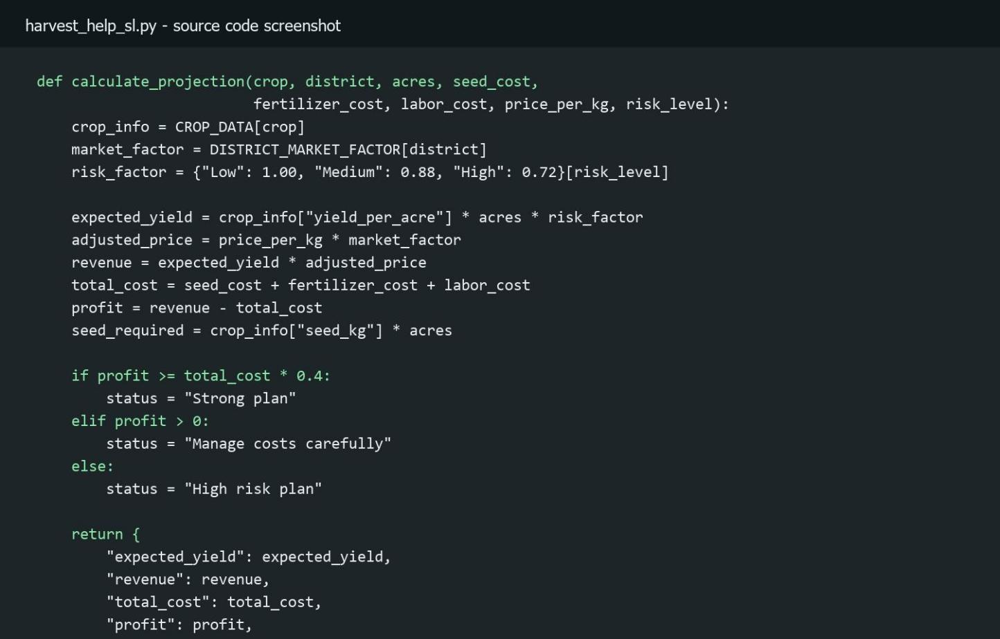 harvest_help_sl.py - source code screenshot
def calculate_projection(crop, district, acres, seed_cost,
                         fertilizer_cost, labor_cost, price_per_kg, risk_level):
    crop_info = CROP_DATA[crop]
    market_factor = DISTRICT_MARKET_FACTOR[district]
    risk_factor = {"Low": 1.00, "Medium": 0.88, "High": 0.72}[risk_level]

    expected_yield = crop_info["yield_per_acre"] * acres * risk_factor
    adjusted_price = price_per_kg * market_factor
    revenue = expected_yield * adjusted_price
    total_cost = seed_cost + fertilizer_cost + labor_cost
    profit = revenue - total_cost
    seed_required = crop_info["seed_kg"] * acres

    if profit >= total_cost * 0.4:
        status = "Strong plan"
    elif profit > 0:
        status = "Manage costs carefully"
    else:
        status = "High risk plan"

    return {
        "expected_yield": expected_yield,
        "revenue": revenue,
        "total_cost": total_cost,
        "profit": profit,